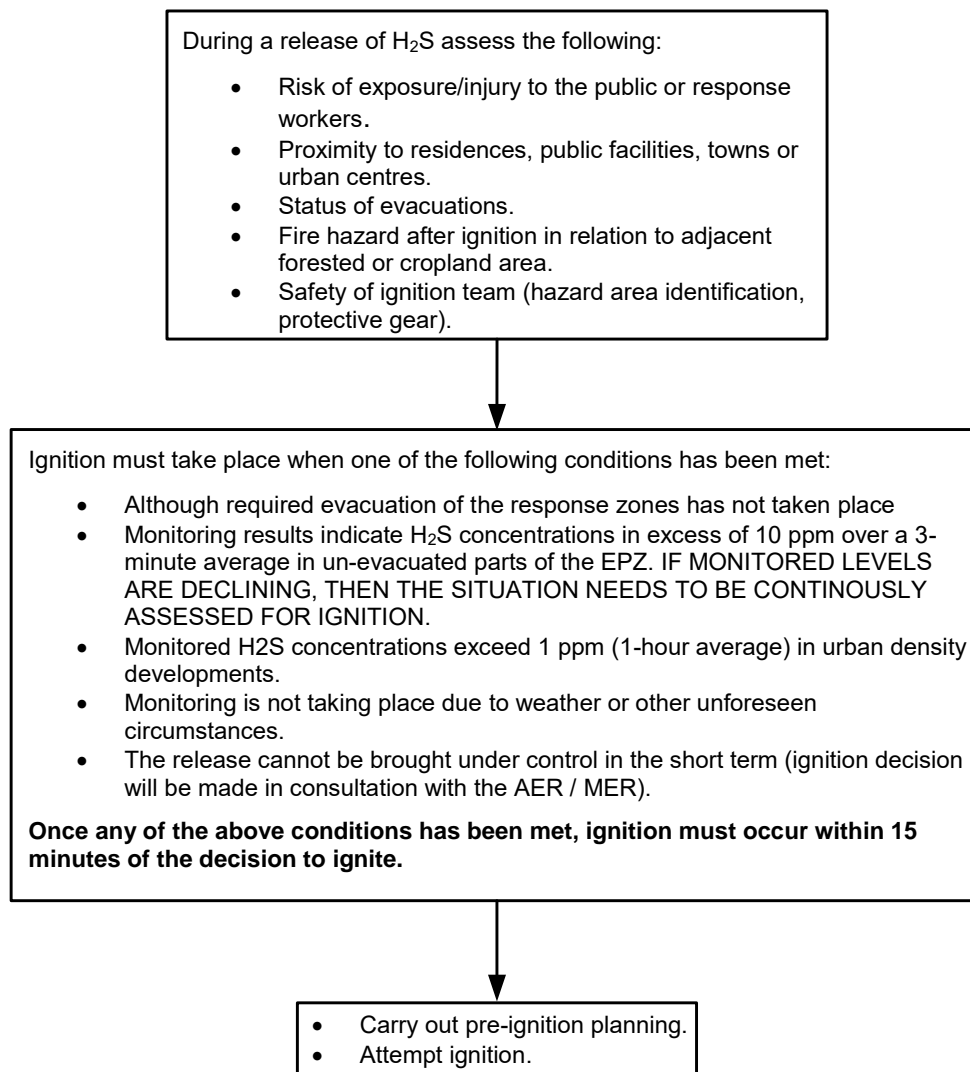 During a release of H₂S assess the following:
• Risk of exposure/injury to the public or response
workers.
• Proximity to residences, public facilities, towns or
urban centres.
• Status of evacuations.
• Fire hazard after ignition in relation to adjacent
forested or cropland area.
• Safety of ignition team (hazard area identification,
protective gear).
Ignition must take place when one of the following conditions has been met:
• Although required evacuation of the response zones has not taken place
• Monitoring results indicate H₂S concentrations in excess of 10 ppm over a 3-
minute average in un-evacuated parts of the EPZ. IF MONITORED LEVELS
ARE DECLINING, THEN THE SITUATION NEEDS TO BE CONTINOUSLY
ASSESSED FOR IGNITION.
• Monitored H2S concentrations exceed 1 ppm (1-hour average) in urban density
developments.
• Monitoring is not taking place due to weather or other unforeseen
circumstances.
• The release cannot be brought under control in the short term (ignition decision
will be made in consultation with the AER / MER).
Once any of the above conditions has been met, ignition must occur within 15
minutes of the decision to ignite.
• Carry out pre-ignition planning.
• Attempt ignition.